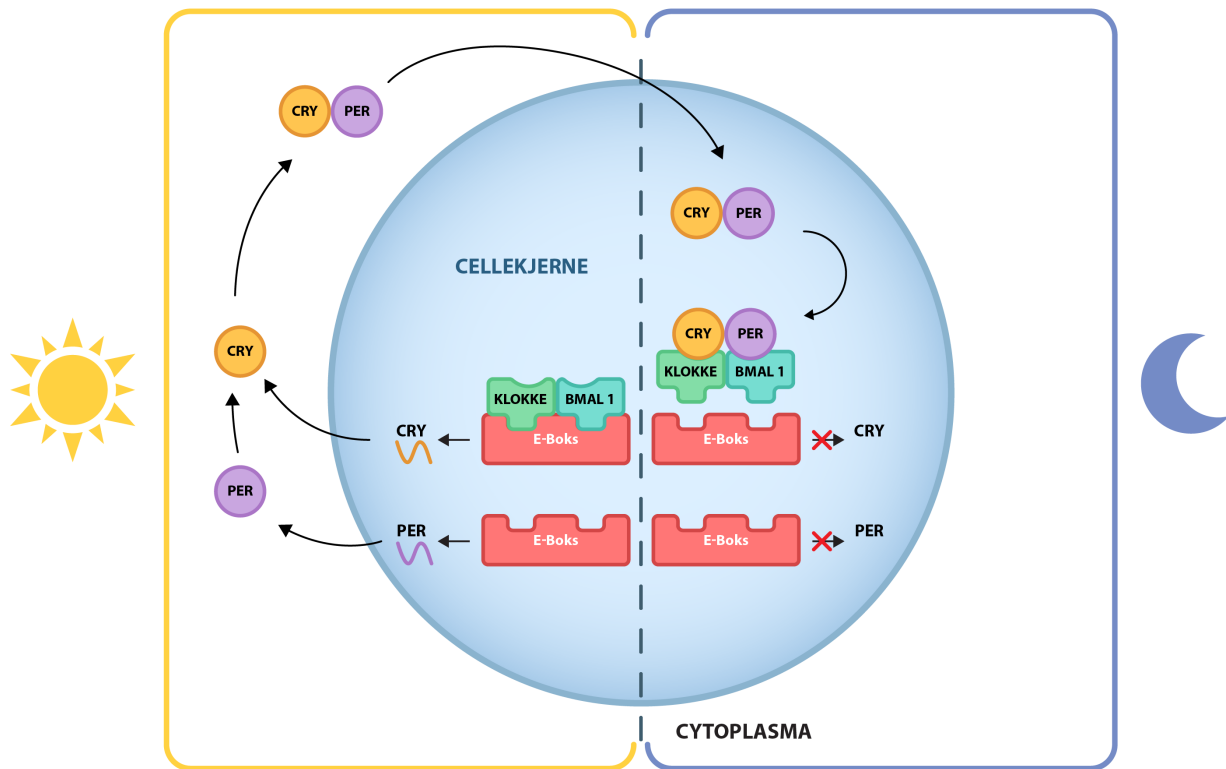 CRY PER
CRY PER
CELLEKJERNE
CRY PER
CRY
KLOKKE BMAL 1
KLOKKE BMAL 1
CRY
E-Boks
E-Boks
CRY
PER
PER
E-Boks
E-Boks
PER
CYTOPLASMA